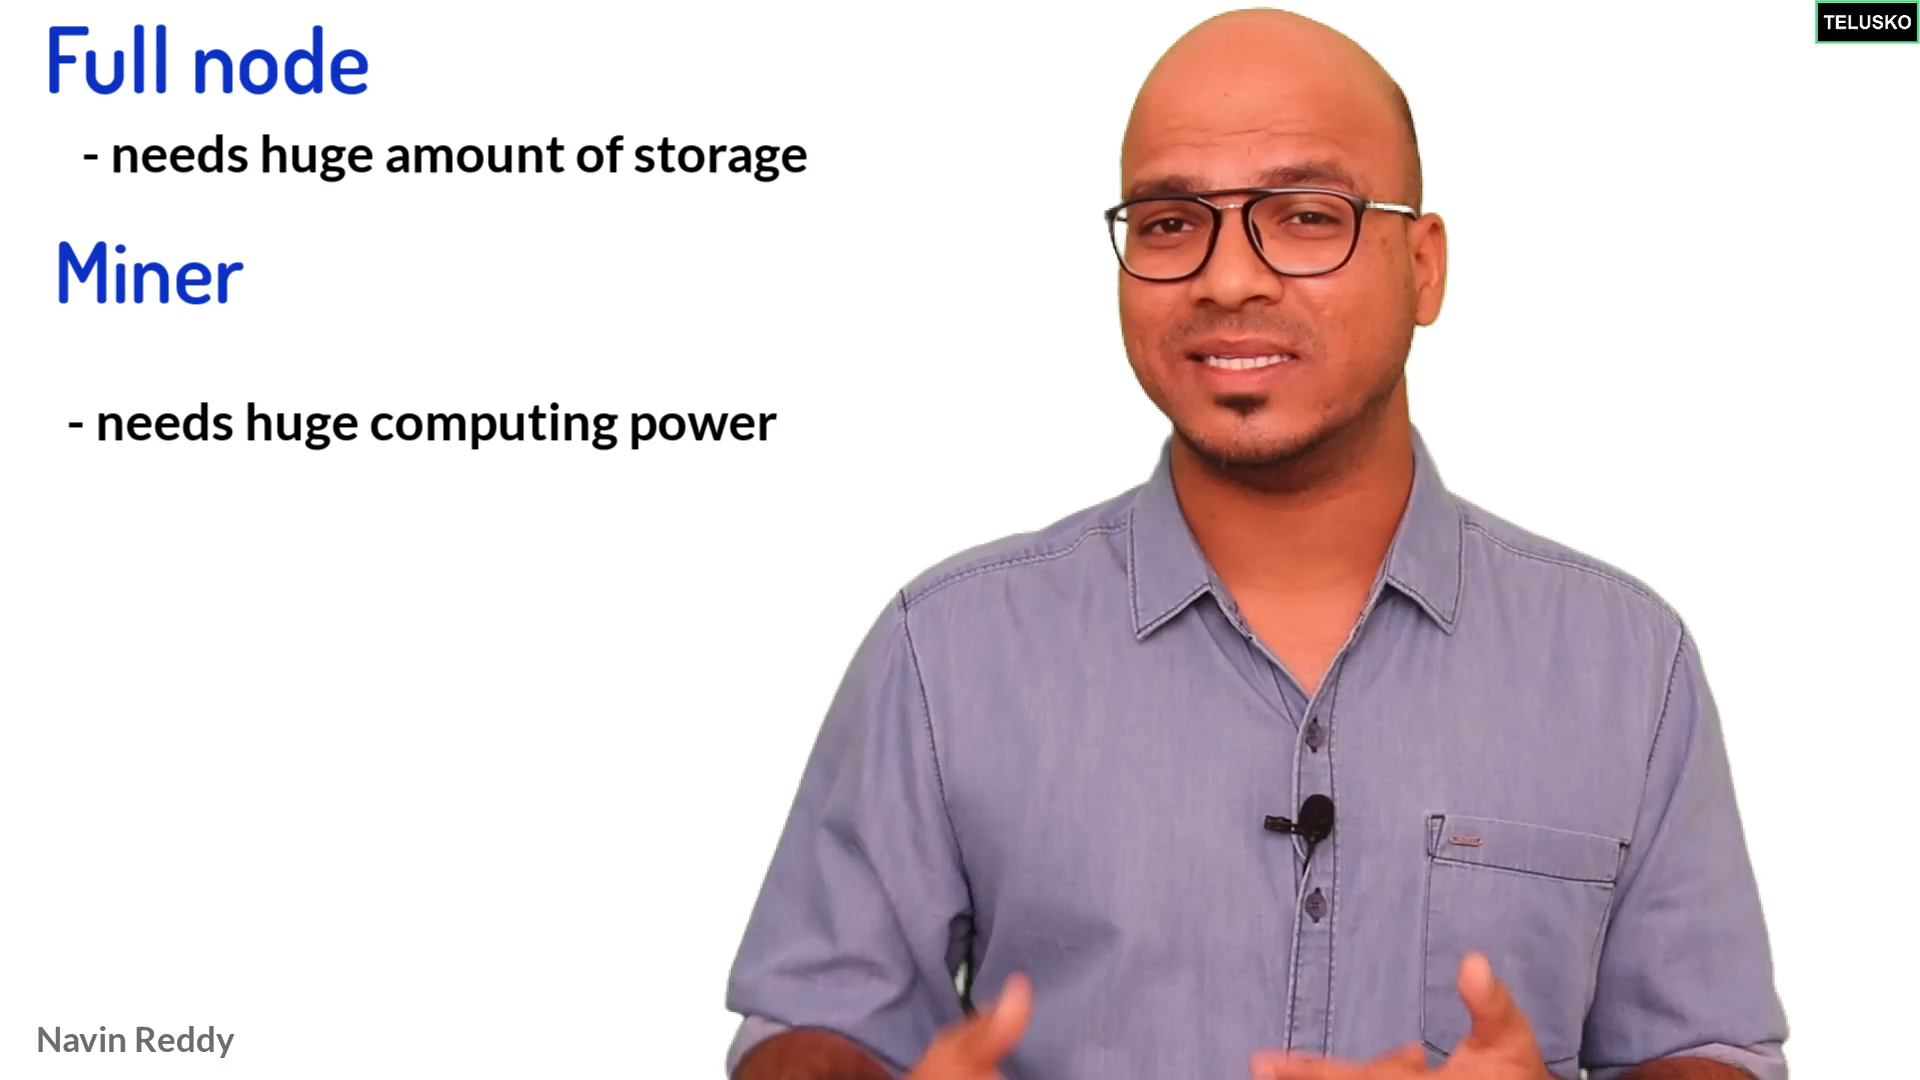 Full node
- needs huge amount of storage
Miner
- needs huge computing power
TELUSKO
Navin Reddy